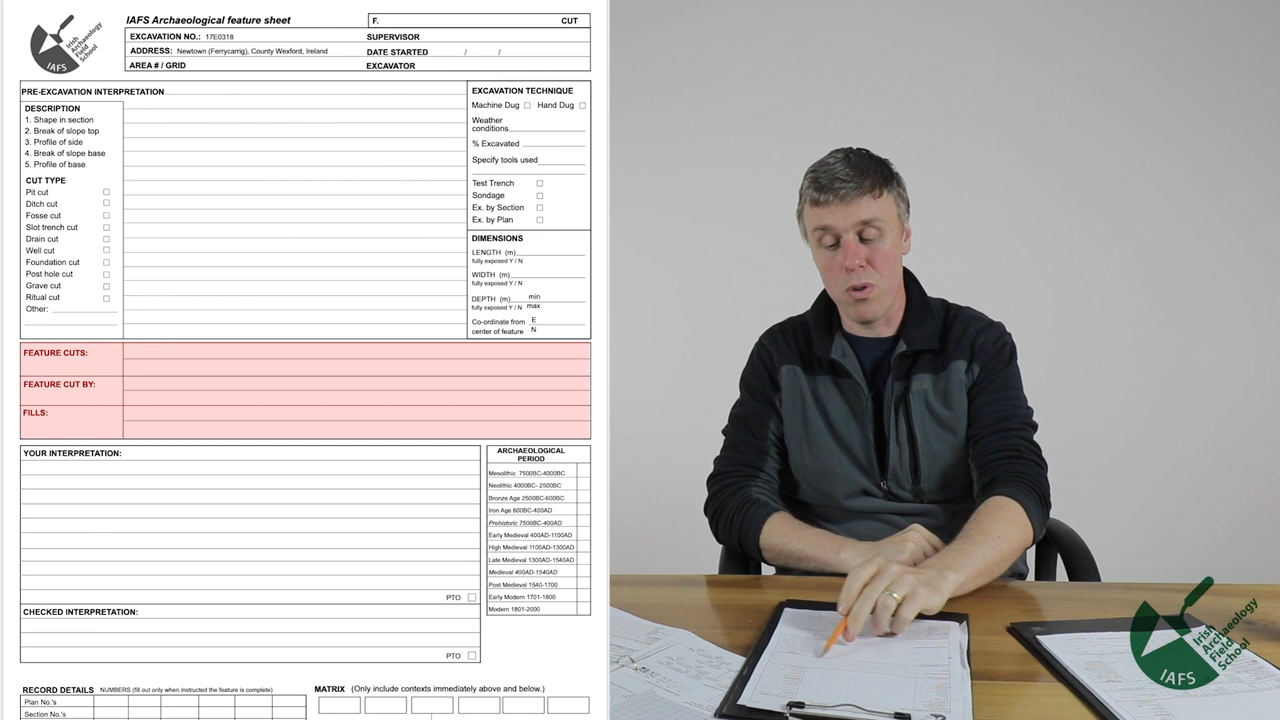 IAFS Archaeological feature sheet
F. CUT
Irish Archaeology Field School
IAFS
EXCAVATION NO.: 17E0318 SUPERVISOR
ADDRESS: Newtown (Ferrycarrig), County Wexford, Ireland DATE STARTED / /
AREA # / GRID EXCAVATOR
PRE-EXCAVATION INTERPRETATION
DESCRIPTION
1. Shape in section
2. Break of slope top
3. Profile of side
4. Break of slope base
5. Profile of base
CUT TYPE
Pit cut
Ditch cut
Fosse cut
Slot trench cut
Drain cut
Well cut
Foundation cut
Post hole cut
Grave cut
Ritual cut
Other:
EXCAVATION TECHNIQUE
Machine Dug Hand Dug
Weather
conditions
% Excavated
Specify tools used
Test Trench
Sondage
Ex. by Section
Ex. by Plan
DIMENSIONS
LENGTH (m)
fully exposed Y / N
WIDTH (m)
fully exposed Y / N
DEPTH (m) min
fully exposed Y / N max
Co-ordinate from E
center of feature N
FEATURE CUTS:
FEATURE CUT BY:
FILLS:
YOUR INTERPRETATION:
PTO
CHECKED INTERPRETATION:
PTO
ARCHAEOLOGICAL
PERIOD
Mesolithic 7500BC-4000BC
Neolithic 4000BC- 2500BC
Bronze Age 2500BC-600BC
Iron Age 600BC-400AD
Prehistoric 7500BC-400AD
Early Medieval 400AD-1100AD
High Medieval 1100AD-1300AD
Late Medieval 1300AD-1540AD
Medieval 400AD-1540AD
Post Medieval 1540-1700
Early Modern 1701-1800
Modern 1801-2000
RECORD DETAILS NUMBERS (fill out only when instructed the feature is complete)
Plan No.'s
Section No.'s
MATRIX (Only include contexts immediately above and below.)
Irish Archaeology Field School
IAFS